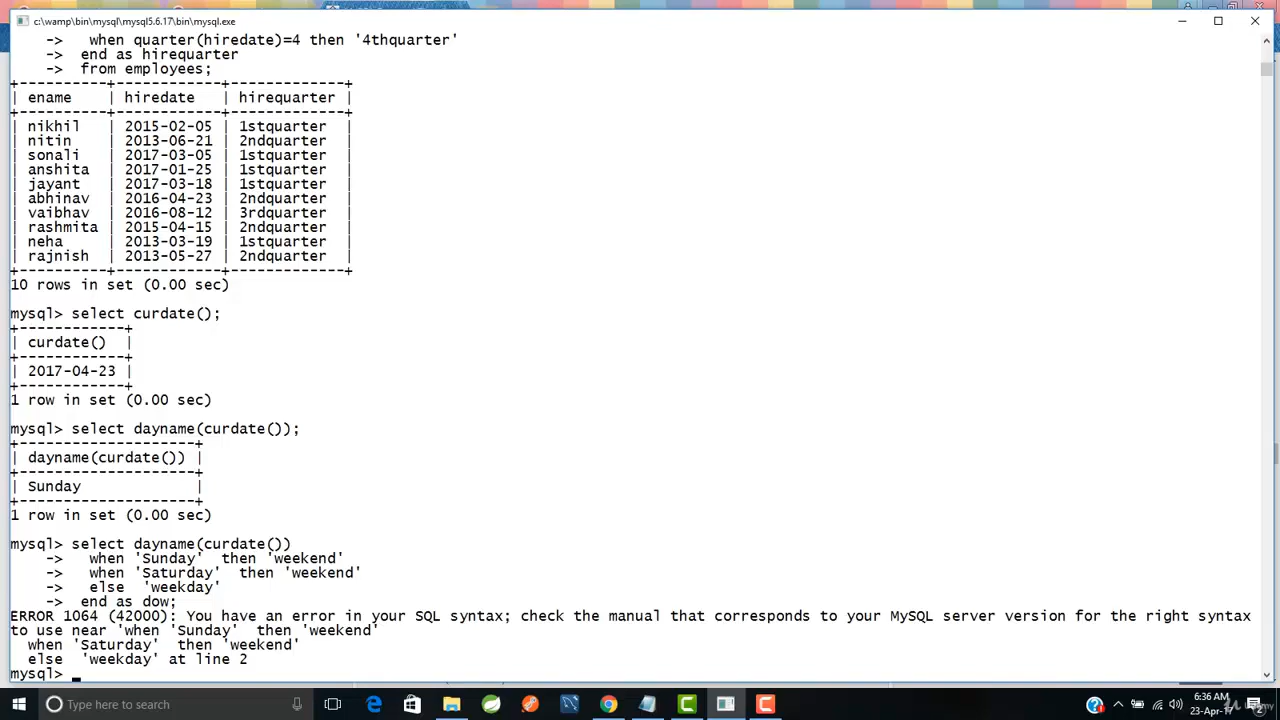 c:\wamp\bin\mysql\mysql5.6.17\bin\mysql.exe
    ->   when quarter(hiredate)=4 then '4thquarter'
    ->  end as hirequarter
    ->  from employees;
+----------+------------+-------------+
| ename    | hiredate   | hirequarter |
+----------+------------+-------------+
| nikhil   | 2015-02-05 | 1stquarter  |
| nitin    | 2013-06-21 | 2ndquarter  |
| sonali   | 2017-03-05 | 1stquarter  |
| anshita  | 2017-01-25 | 1stquarter  |
| jayant   | 2017-03-18 | 1stquarter  |
| abhinav  | 2016-04-23 | 2ndquarter  |
| vaibhav  | 2016-08-12 | 3rdquarter  |
| rashmita | 2015-04-15 | 2ndquarter  |
| neha     | 2013-03-19 | 1stquarter  |
| rajnish  | 2013-05-27 | 2ndquarter  |
+----------+------------+-------------+
10 rows in set (0.00 sec)
mysql> select curdate();
+------------+
| curdate()  |
+------------+
| 2017-04-23 |
+------------+
1 row in set (0.00 sec)
mysql> select dayname(curdate());
+--------------------+
| dayname(curdate()) |
+--------------------+
| Sunday             |
+--------------------+
1 row in set (0.00 sec)
mysql> select dayname(curdate())
    ->   when 'Sunday'  then 'weekend'
    ->   when 'Saturday'  then 'weekend'
    ->   else  'weekday'
    ->  end as dow;
ERROR 1064 (42000): You have an error in your SQL syntax; check the manual that corresponds to your MySQL server version for the right syntax
to use near 'when 'Sunday'  then 'weekend'
  when 'Saturday'  then 'weekend'
  else  'weekday' at line 2
mysql>
Type here to search
6:36 AM
23-Apr-17